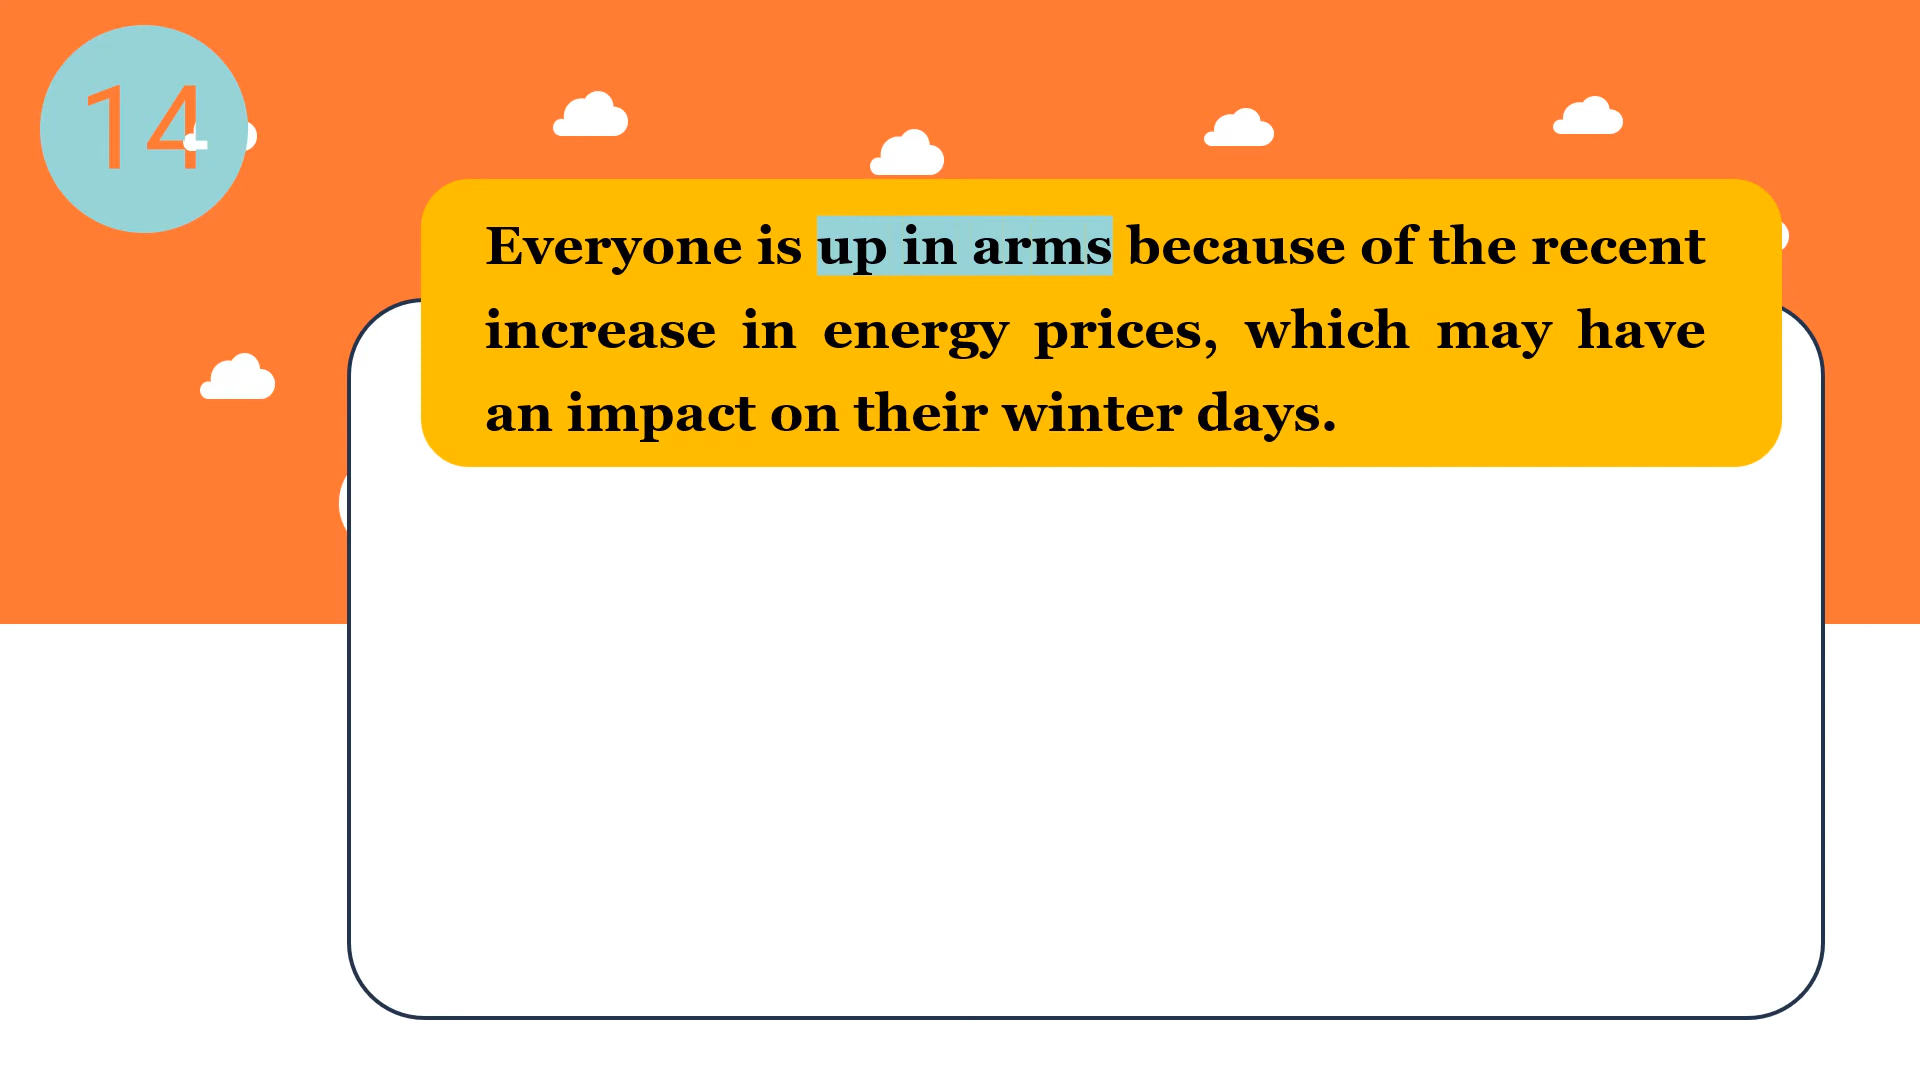 14
Everyone is up in arms because of the recent
increase in energy prices, which may have
an impact on their winter days.